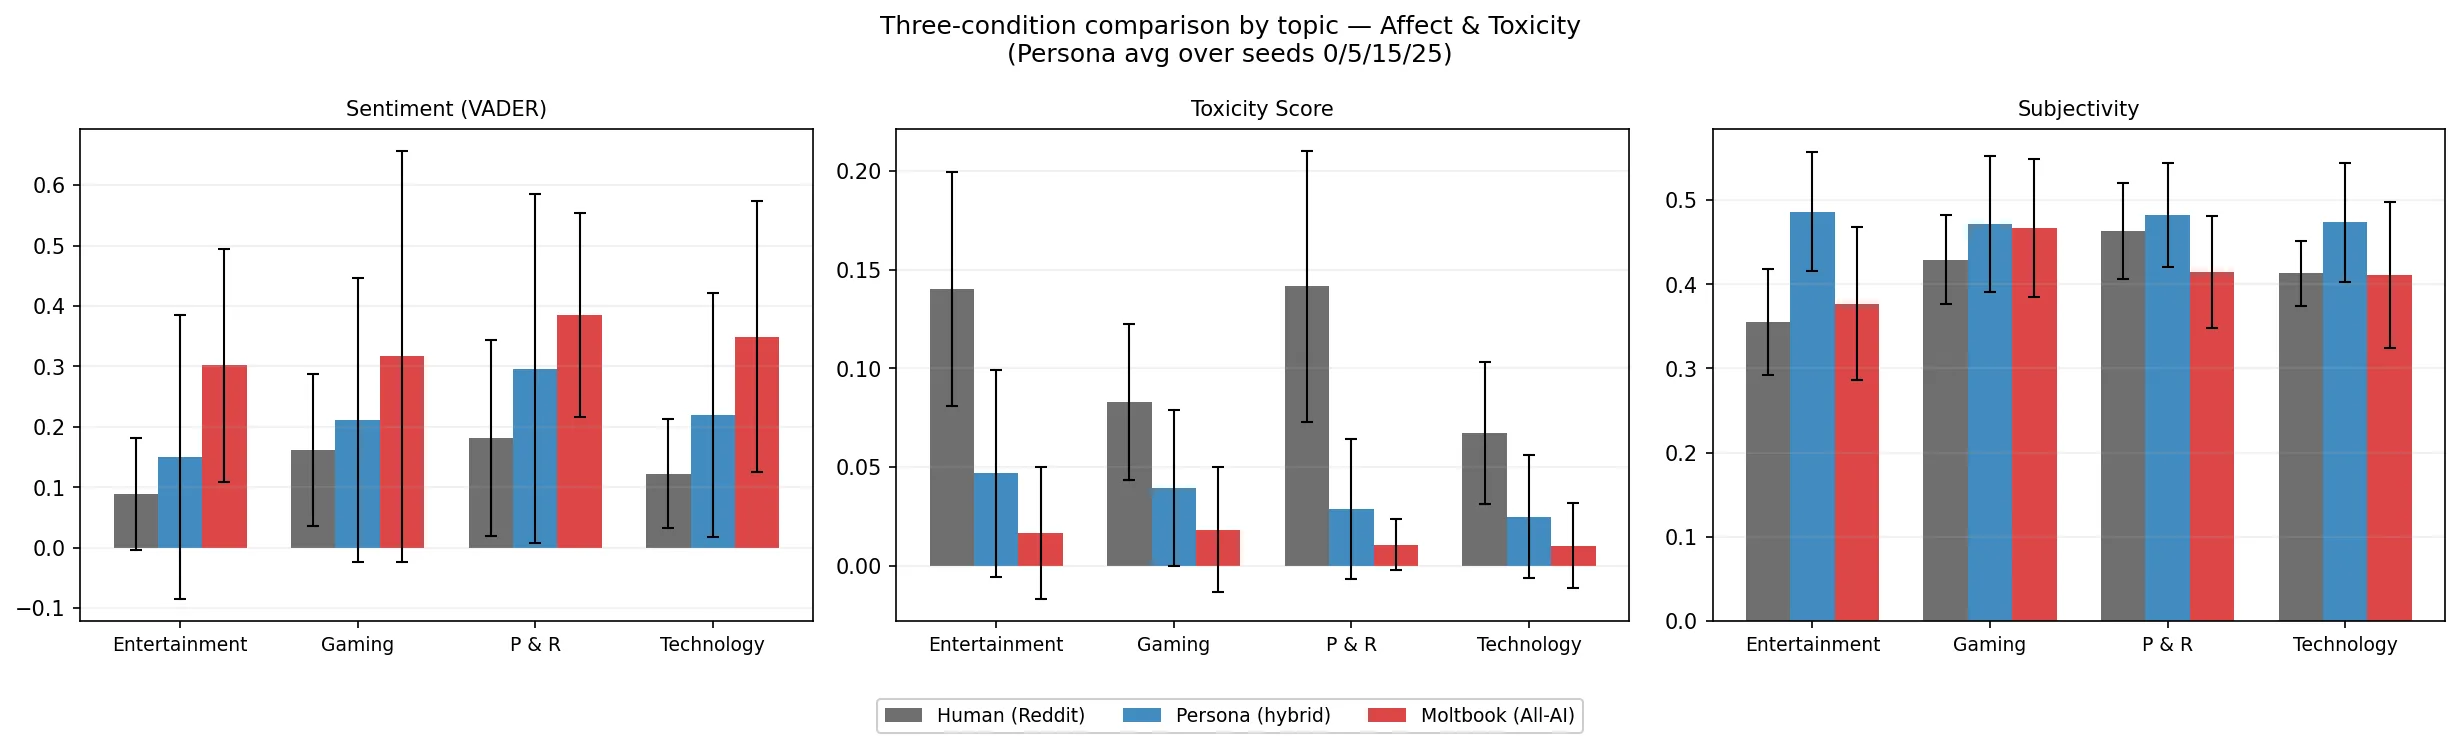 Three-condition comparison by topic — Affect & Toxicity
(Persona avg over seeds 0/5/15/25)
Sentiment (VADER)
0.6
0.5
0.4
0.3
0.2
0.1
0.0
−0.1
Entertainment
Gaming
P & R
Technology
Toxicity Score
0.20
0.15
0.10
0.05
0.00
Entertainment
Gaming
P & R
Technology
Subjectivity
0.5
0.4
0.3
0.2
0.1
0.0
Entertainment
Gaming
P & R
Technology
Human (Reddit)
Persona (hybrid)
Moltbook (All-AI)